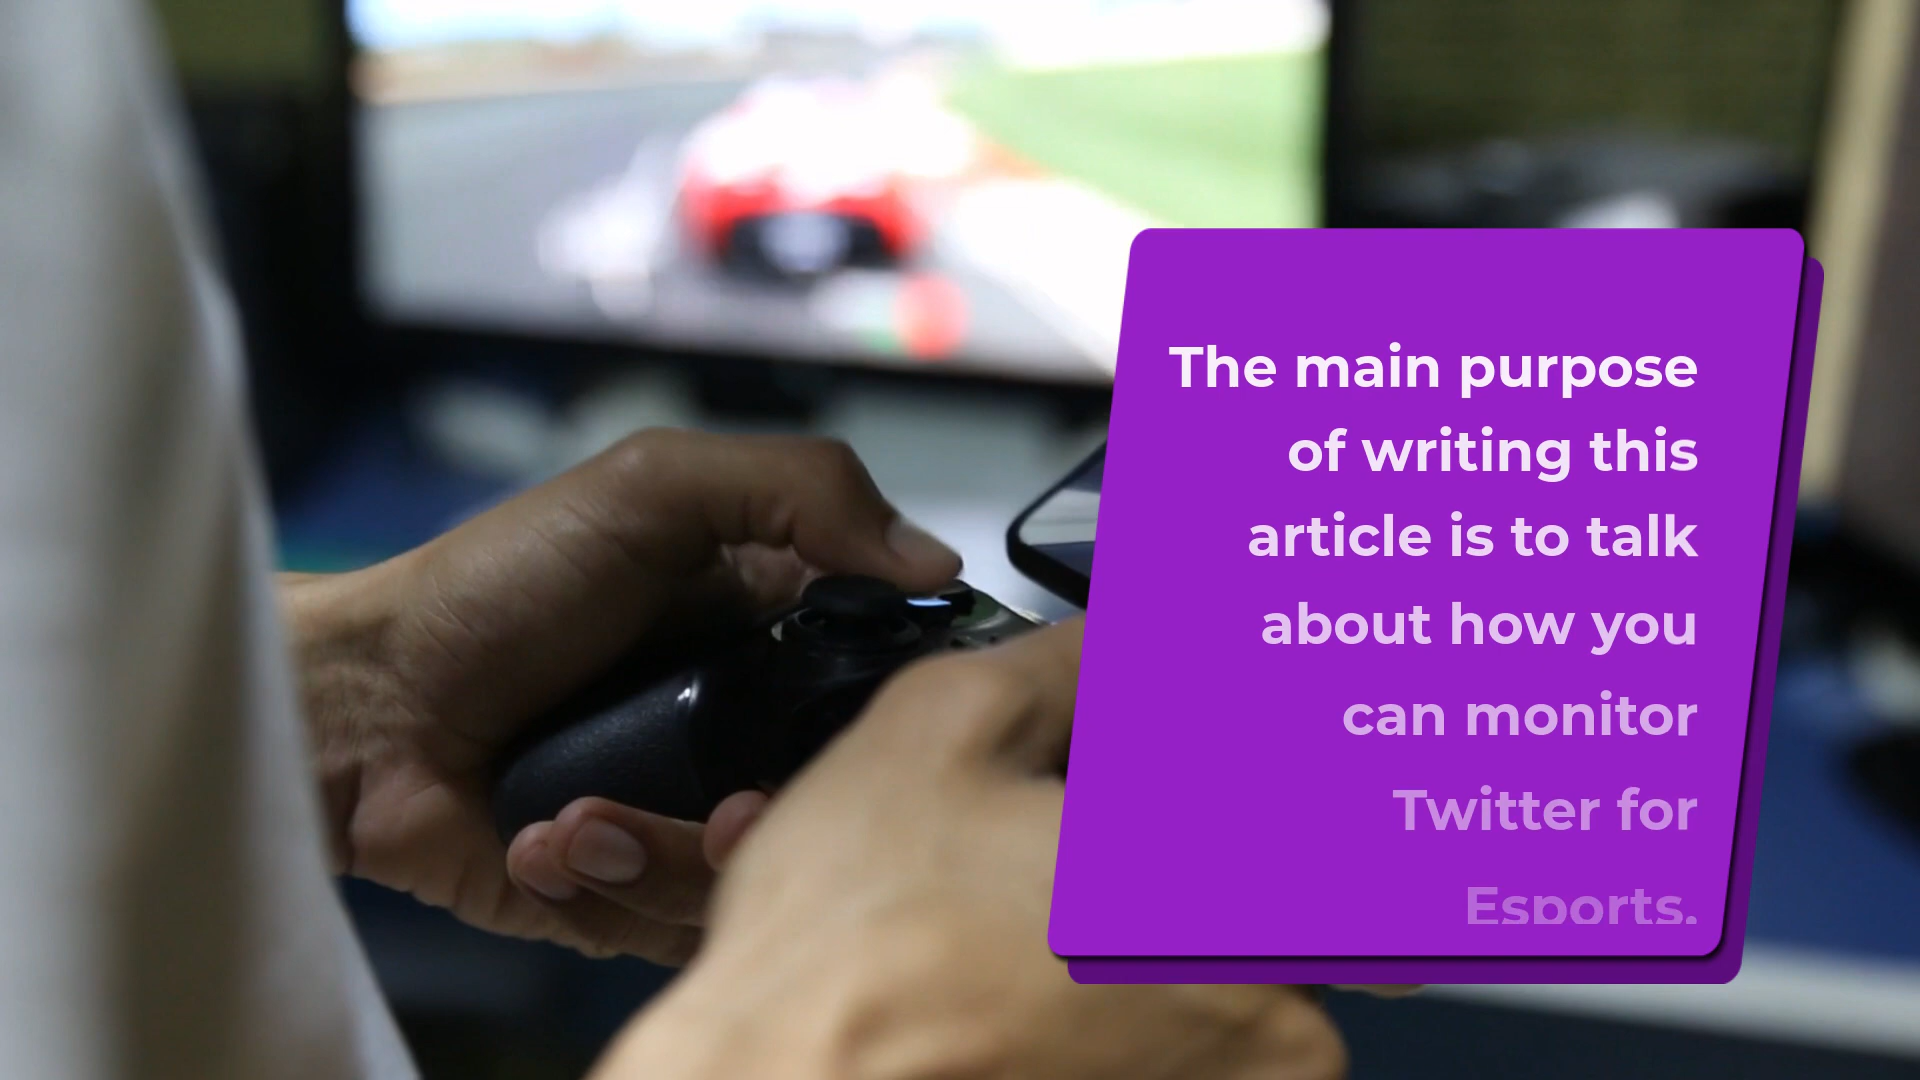 The main purpose
of writing this
article is to talk
about how you
can monitor
Twitter for
Esports.